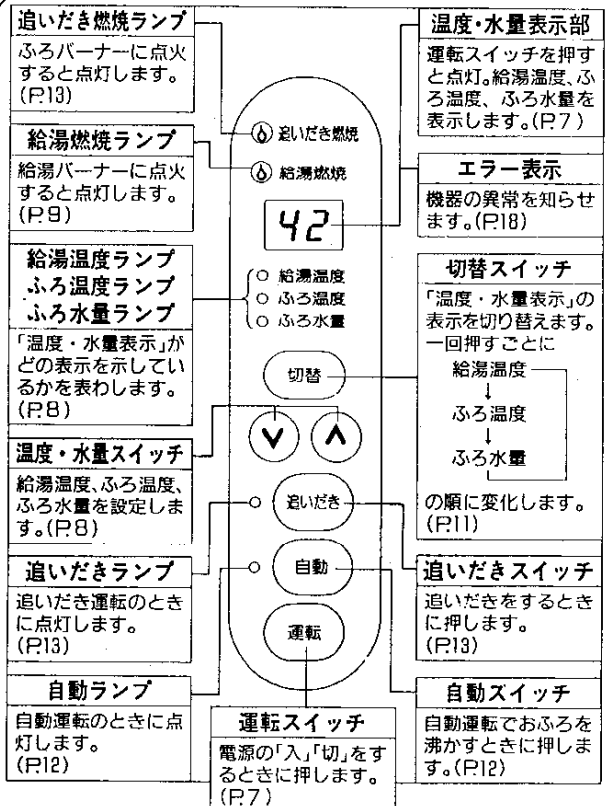 追いだき燃焼ランプ
ふろバーナーに点火
すると点灯します。
(P.13)
給湯燃焼ランプ
給湯バーナーに点火
すると点灯します。
(P.9)
給湯温度ランプ
ふろ温度ランプ
ふろ水量ランプ
「温度・水量表示」が
どの表示を示してい
るかを表わします。
(P.8)
温度・水量スイッチ
給湯温度、ふろ温度、
ふろ水量を設定しま
す。(P.8)
追いだきランプ
追いだき運転のとき
に点灯します。
(P.13)
自動ランプ
自動運転のときに点
灯します。
(P.12)
追いだき燃焼
給湯燃焼
42
給湯温度
ふろ温度
ふろ水量
切替
追いだき
自動
運転
運転スイッチ
電源の「入」「切」をす
るときに押します。
(P.7)
温度・水量表示部
運転スイッチを押す
と点灯。給湯温度、ふ
ろ温度、ふろ水量を
表示します。(P.7)
エラー表示
機器の異常を知らせ
ます。(P.18)
切替スイッチ
「温度・水量表示」の
表示を切り替えます。
一回押すごとに
給湯温度
↓
ふろ温度
↓
ふろ水量
の順に変化します。
(P.11)
追いだきスイッチ
追いだきをするとき
に押します。
(P.13)
自動ズイッチ
自動運転でおふろを
沸かすときに押しま
す。(P.12)